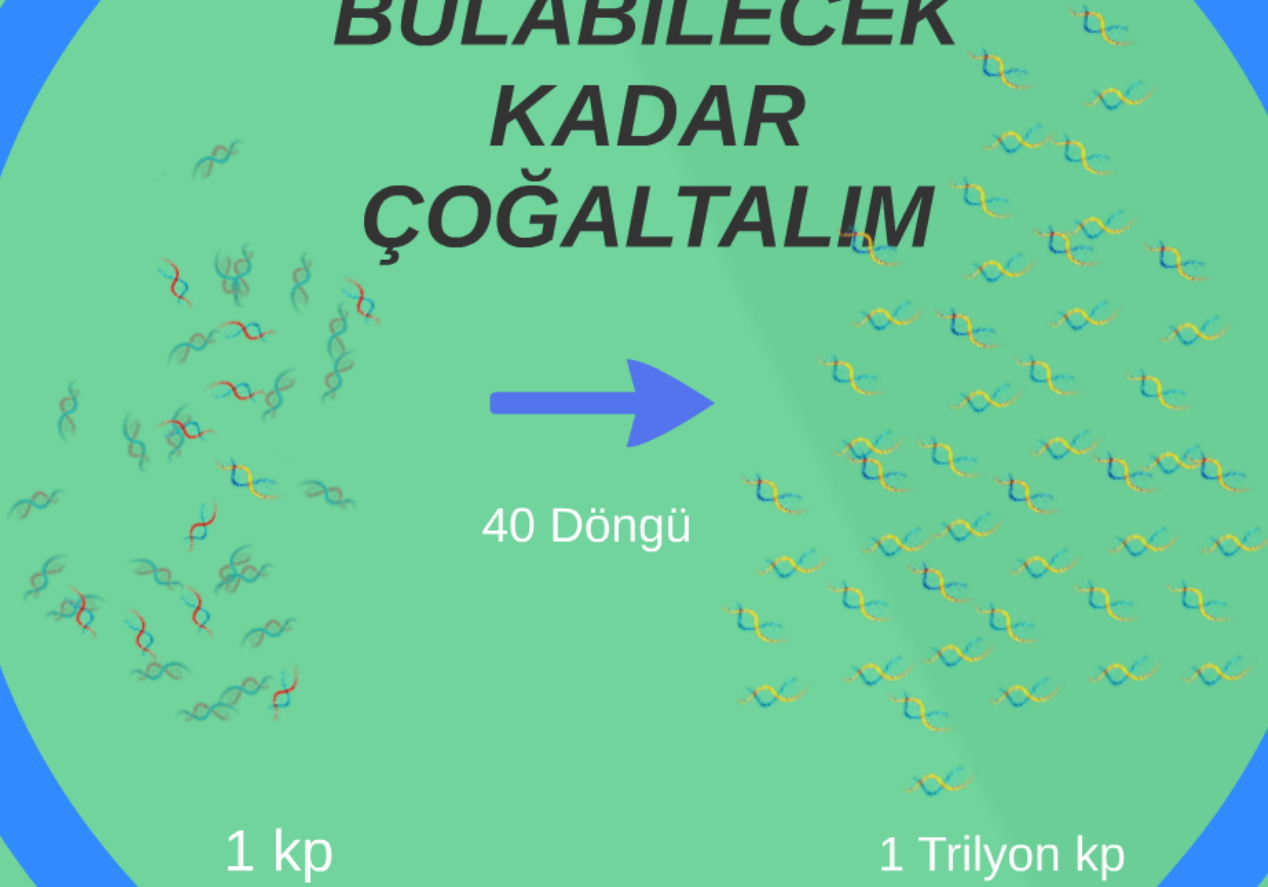 BULABİLECEK
KADAR
ÇOĞALTALIM
40 Döngü
1 kp
1 Trilyon kp